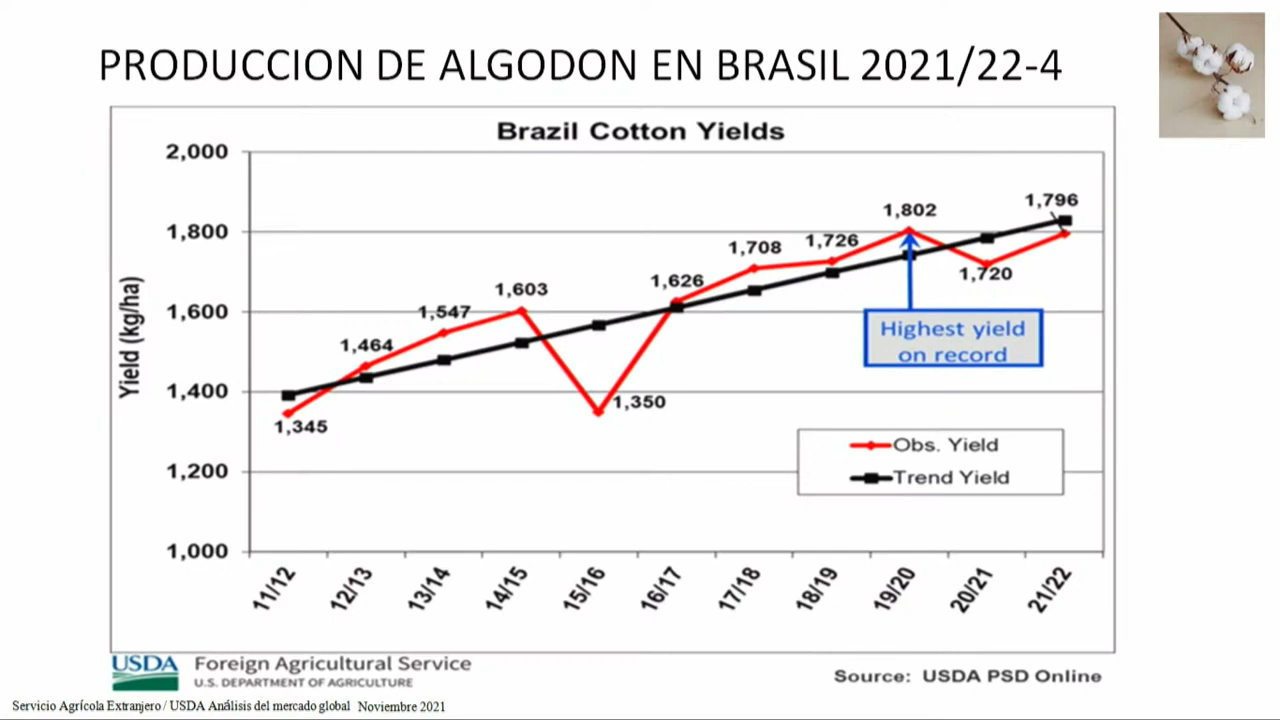 PRODUCCION DE ALGODON EN BRASIL 2021/22-4
Brazil Cotton Yields
2,000
1,800
1,600
1,400
1,200
1,000
Yield (kg/ha)
1,345
1,464
1,547
1,603
1,350
1,626
1,708
1,726
1,802
1,720
1,796
Highest yield
on record
Obs. Yield
Trend Yield
11/12
12/13
13/14
14/15
15/16
16/17
17/18
18/19
19/20
20/21
21/22
USDA
Foreign Agricultural Service
U.S. DEPARTMENT OF AGRICULTURE
Source: USDA PSD Online
Servicio Agrícola Extranjero / USDA Análisis del mercado global Noviembre 2021